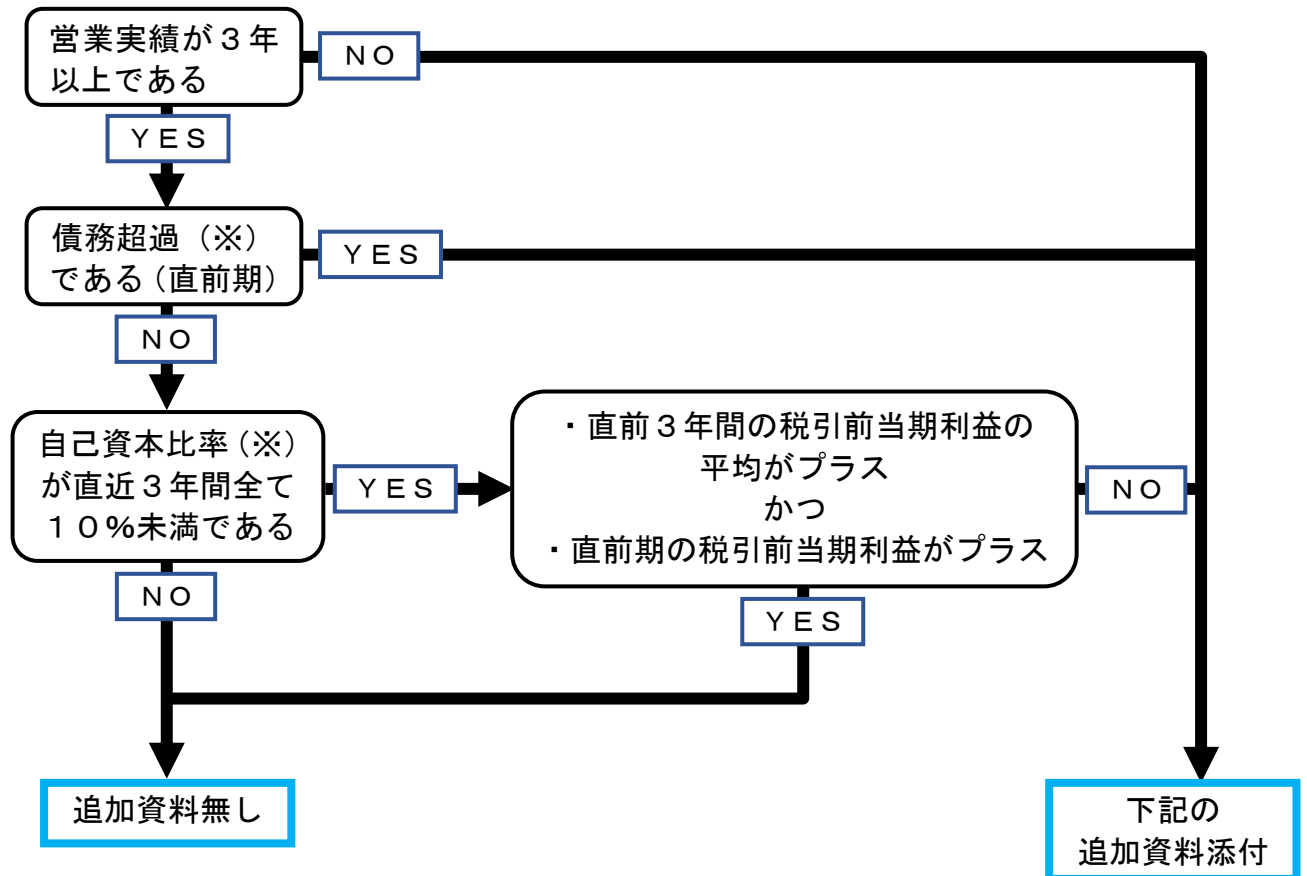 営業実績が３年
以上である
ＮＯ
ＹＥＳ
債務超過（※）
である（直前期）
ＹＥＳ
ＮＯ
自己資本比率（※）
が直近３年間全て
１０％未満である
ＹＥＳ
・直前３年間の税引前当期利益の
平均がプラス
かつ
・直前期の税引前当期利益がプラス
ＮＯ
ＮＯ
ＹＥＳ
追加資料無し
下記の
追加資料添付